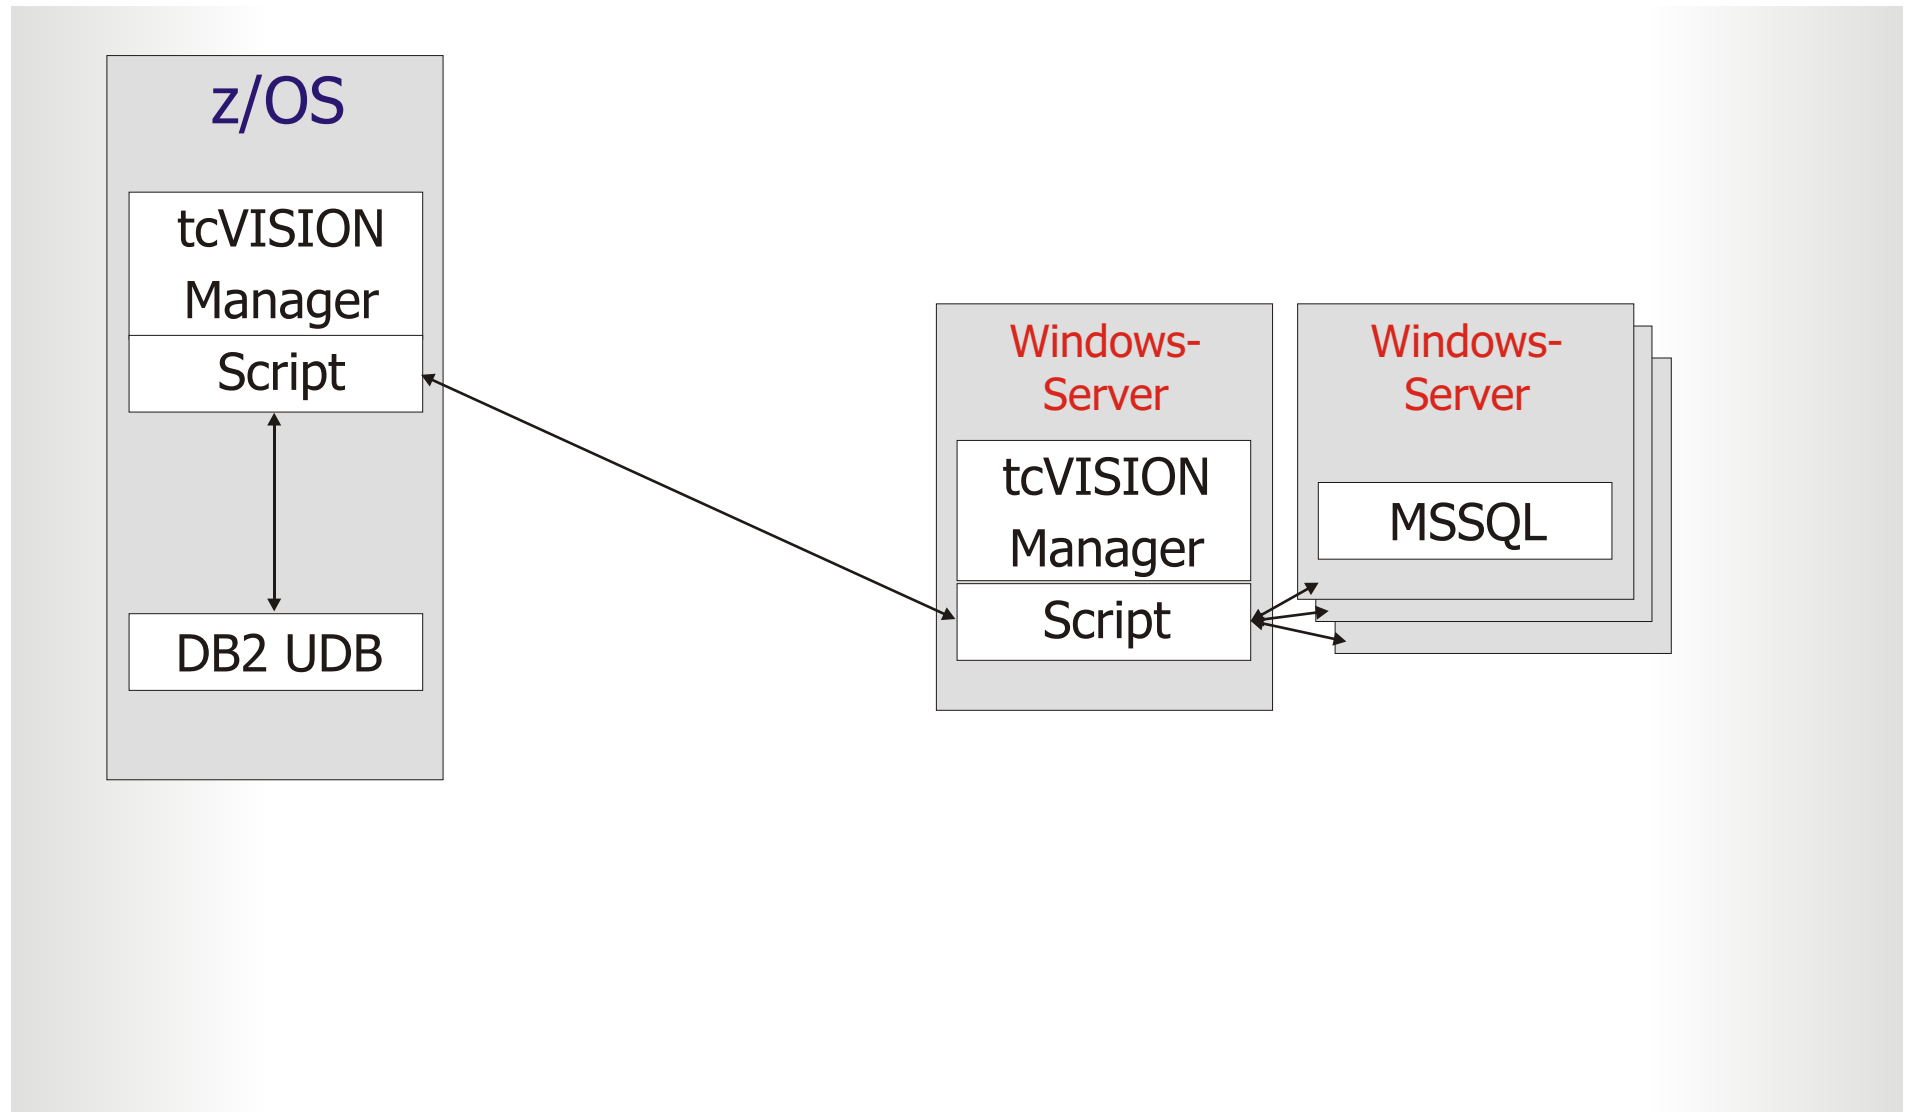 z/OS
tcVISION
Manager
Script
DB2 UDB
Windows-
Server
tcVISION
Manager
Script
Windows-
Server
MSSQL